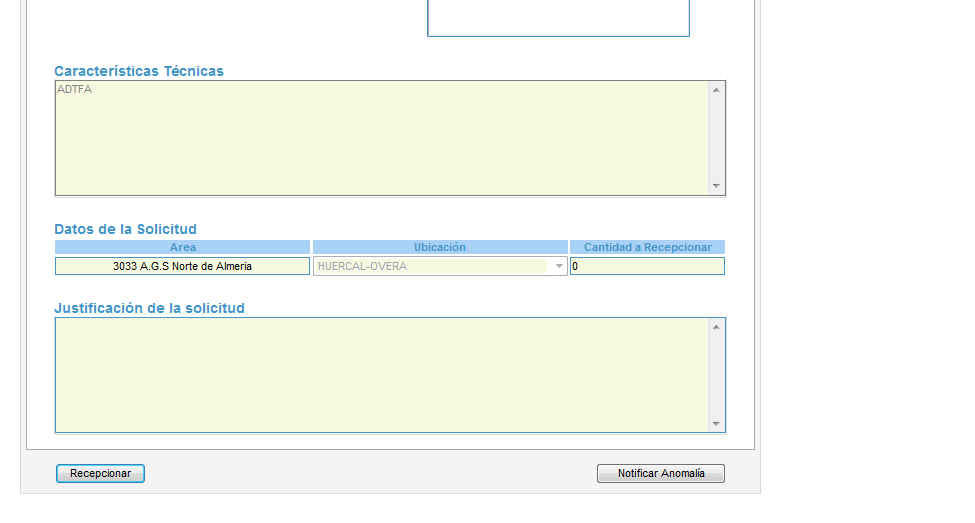 Características Técnicas
ADTFA
Datos de la Solicitud
Area Ubicación Cantidad a Recepcionar
3033 A.G.S Norte de Almeria HUERCAL-OVERA 0
Justificación de la solicitud
Recepcionar Notificar Anomalía